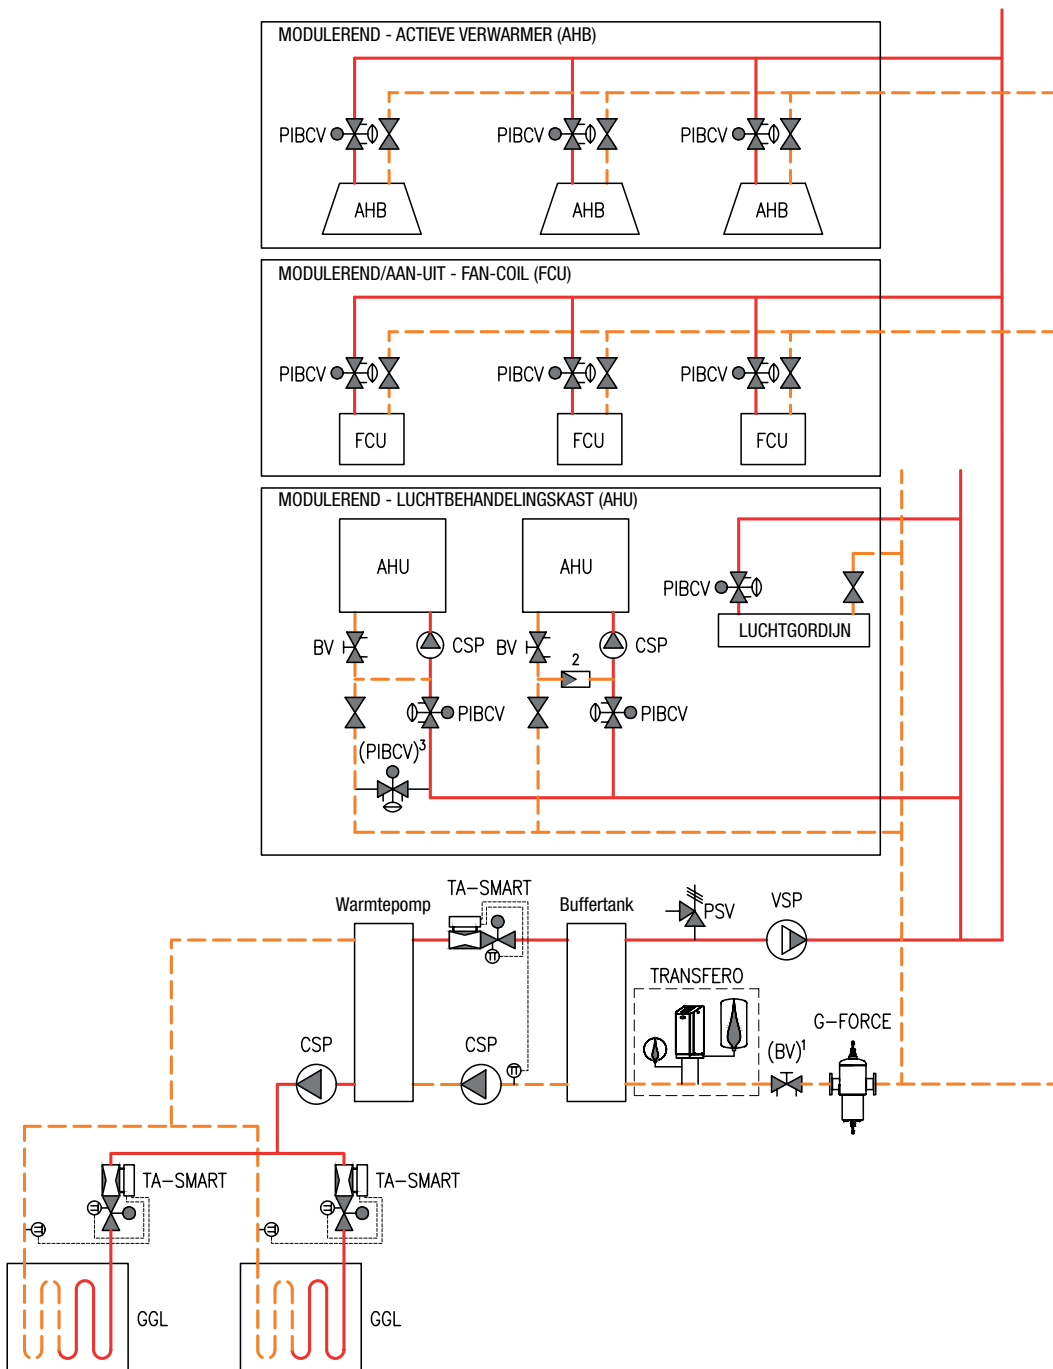 MODULEREND - ACTIEVE VERWARMER (AHB)
PIBCV PIBCV PIBCV
AHB AHB AHB
MODULEREND/AAN-UIT - FAN-COIL (FCU)
PIBCV PIBCV PIBCV
FCU FCU FCU
MODULEREND - LUCHTBEHANDELINGSKAST (AHU)
AHU AHU
PIBCV
LUCHTGORDIJN
BV CSP BV CSP
2
PIBCV PIBCV
(PIBCV)³
TA-SMART
Warmtepomp Buffertank
PSV VSP
TRANSFERO
G-FORCE
CSP CSP (BV)¹
TA-SMART TA-SMART
GGL GGL